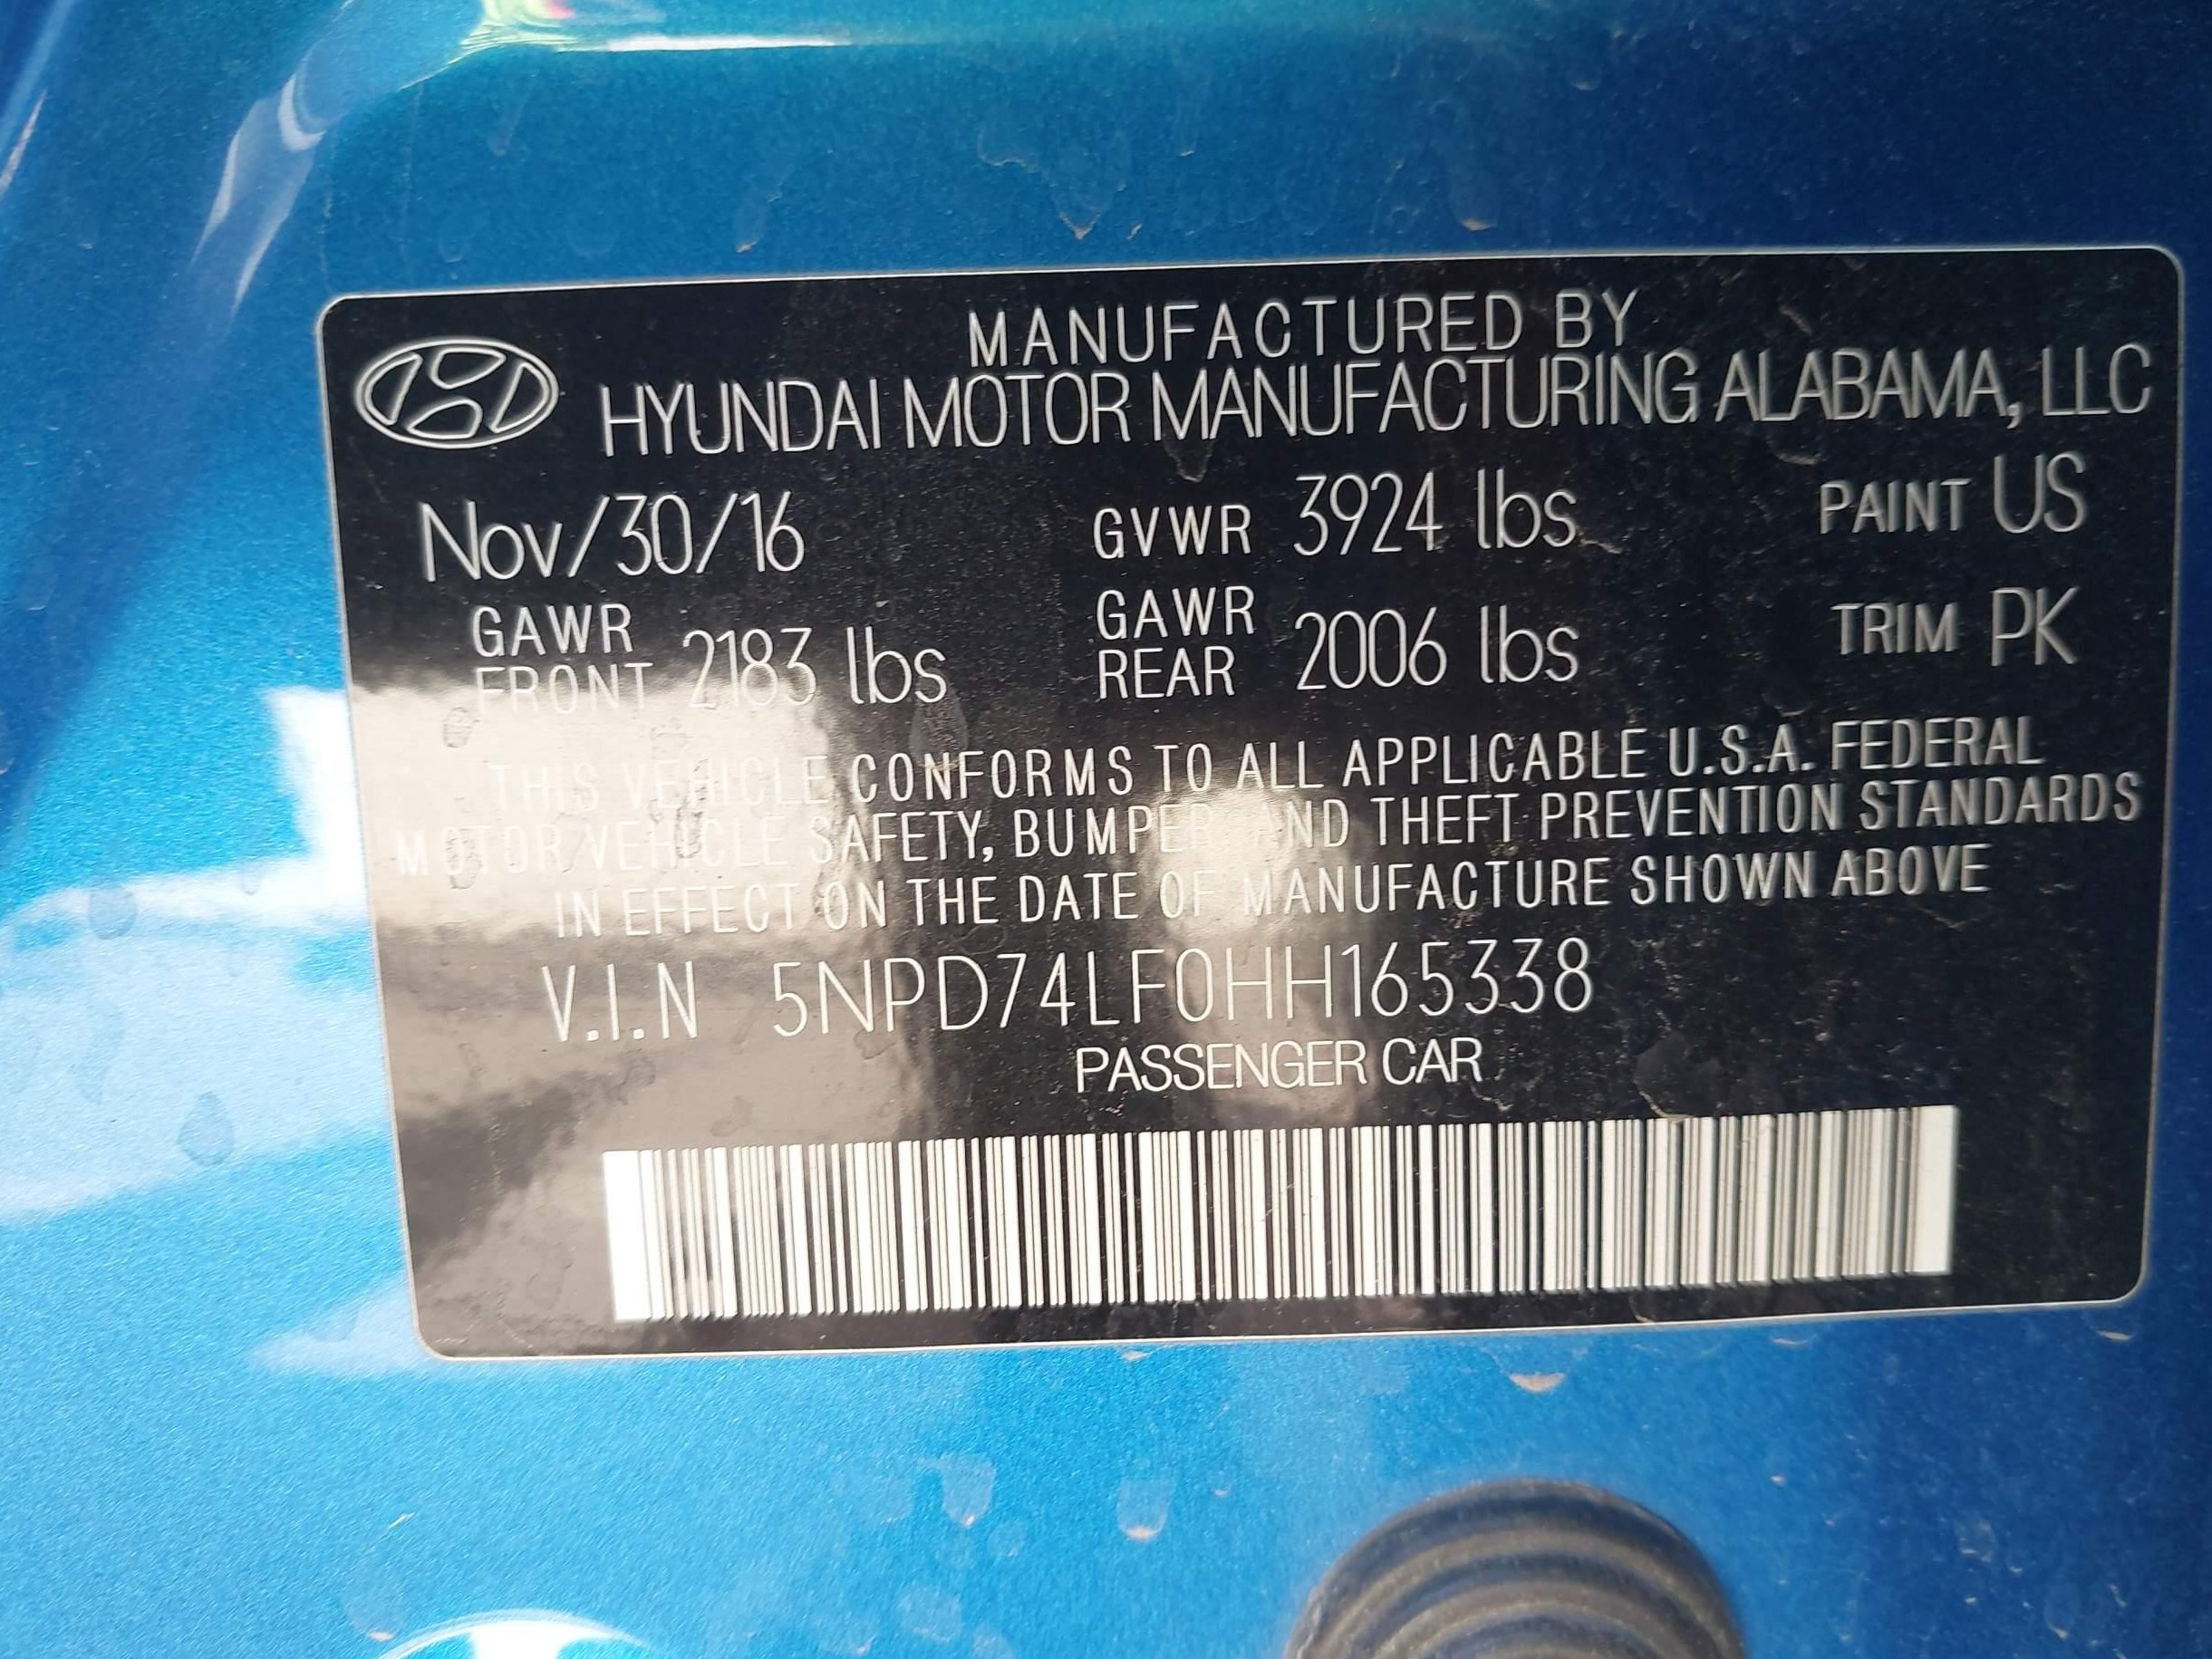 MANUFACTURED BY
HYUNDAI MOTOR MANUFACTURING ALABAMA, LLC
Nov/30/16 GVWR 3924 lbs PAINT US
GAWR FRONT 2183 lbs GAWR REAR 2006 lbs TRIM PK
THIS VEHICLE CONFORMS TO ALL APPLICABLE U.S.A. FEDERAL
MOTOR VEHICLE SAFETY, BUMPER AND THEFT PREVENTION STANDARDS
IN EFFECT ON THE DATE OF MANUFACTURE SHOWN ABOVE
V.I.N 5NPD74LF0HH165338
PASSENGER CAR